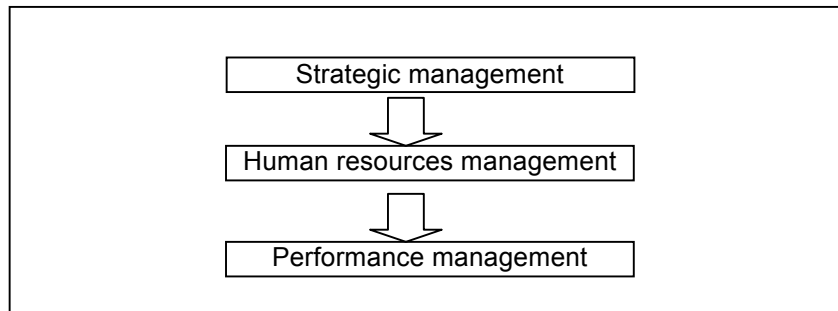 Strategic management
Human resources management
Performance management